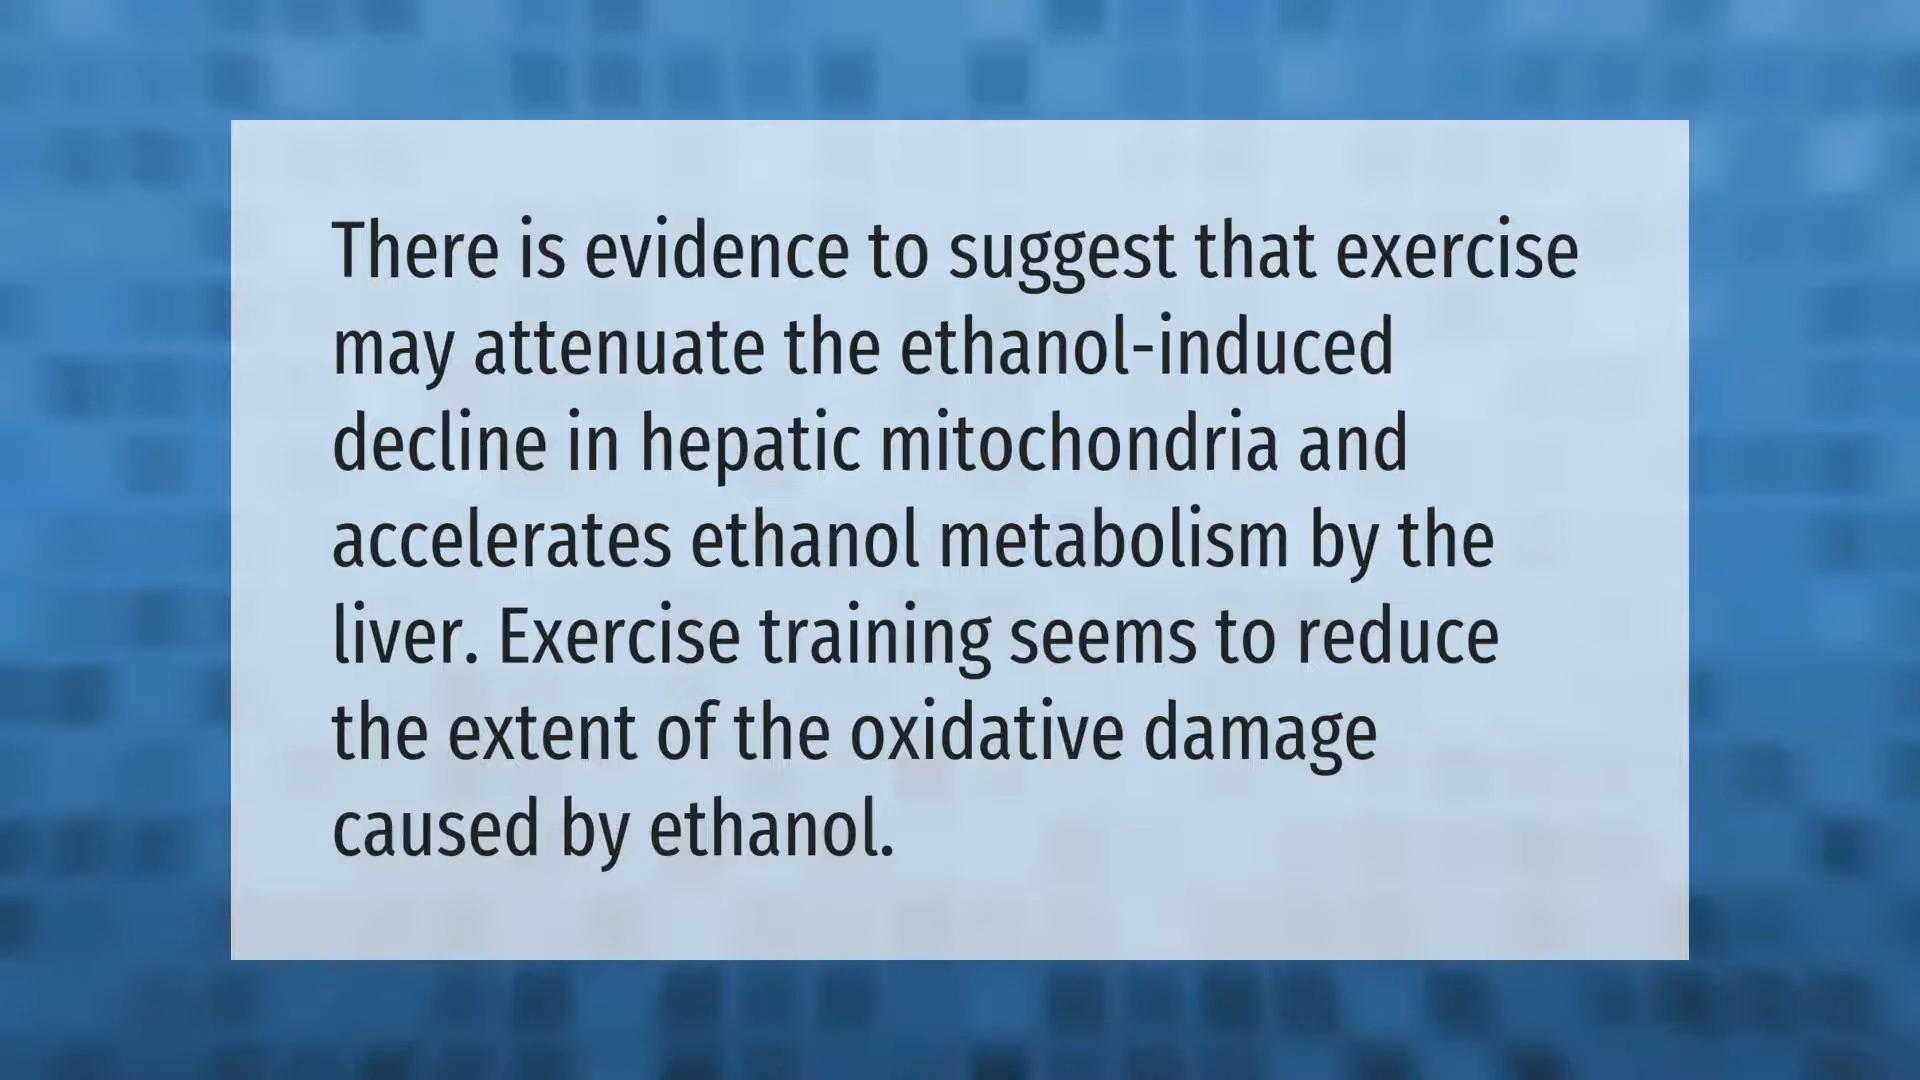 There is evidence to suggest that exercise
may attenuate the ethanol-induced
decline in hepatic mitochondria and
accelerates ethanol metabolism by the
liver. Exercise training seems to reduce
the extent of the oxidative damage
caused by ethanol.